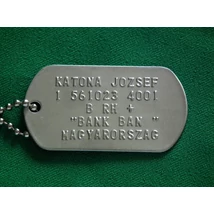 KATONA JOZSEF
1 561023 4001
B RH +
"BANK BAN "
MAGYARORSZAG